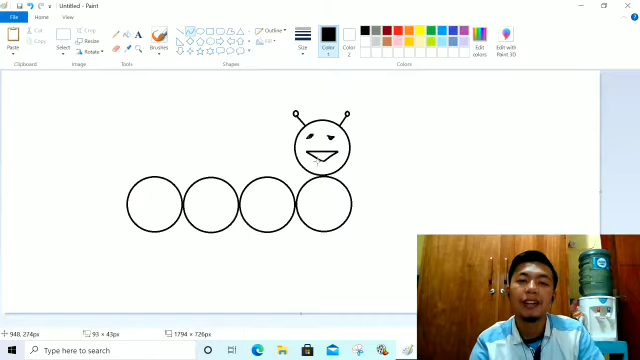 Untitled - Paint
File
Home
View
Paste
Cut
Copy
Clipboard
Select
Crop
Resize
Rotate
Image
A
Tools
Brushes
Outline
Fill
Shapes
Size
Color
1
Color
2
Colors
Edit
colors
Edit with
Paint 3D
948, 274px
93 × 43px
1794 × 726px
Type here to search